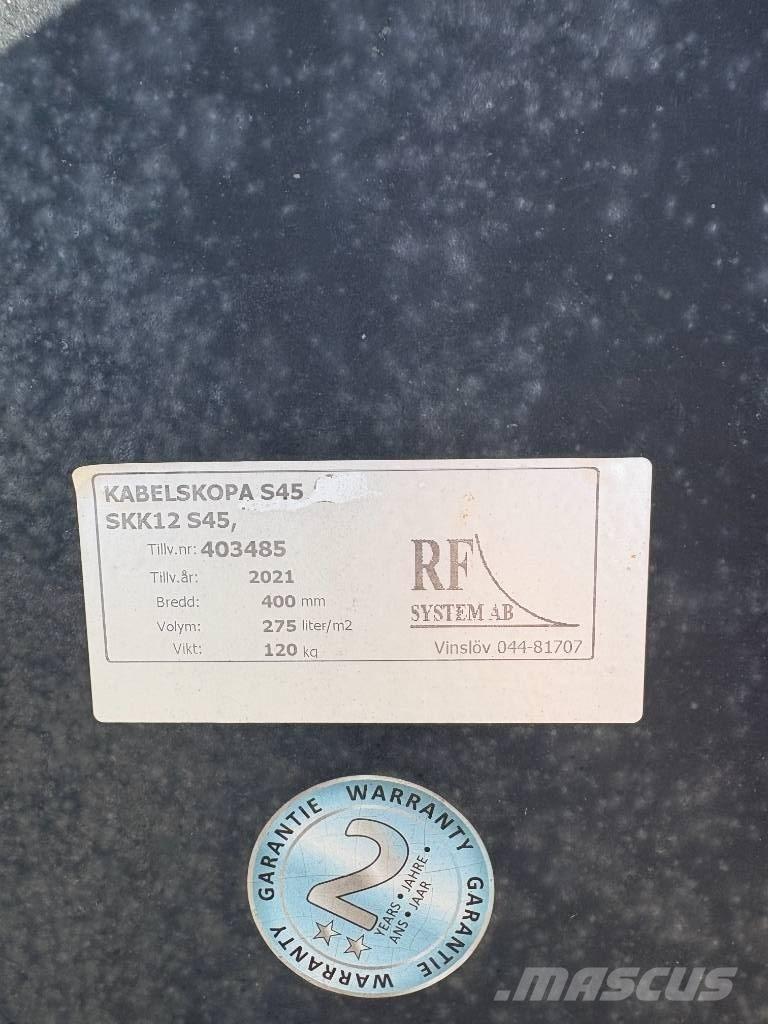 KABELSKOPA S45
SKK12 S45,
Tillv.nr: 403485
Tillv.år: 2021
Bredd: 400 mm
Volym: 275 liter/m2
Vikt: 120 kg
RF
SYSTEM AB
Vinslöv 044-81707
GARANTIE WARRANTY GARANTIE WARRANTY
2
YEARS • JAHRE •
ANS • JAAR
MASCUS